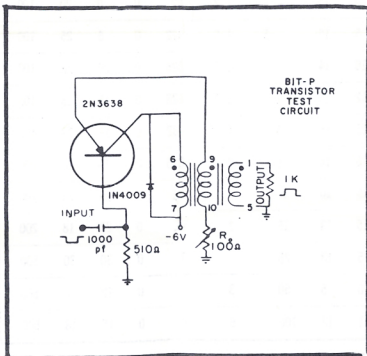 BIT-P
TRANSISTOR
TEST
CIRCUIT
2N3638
6
9
1
1N4009
OUTPUT
1K
7
10
5
INPUT
-6V
1000
pf
510Ω
Re
100Ω